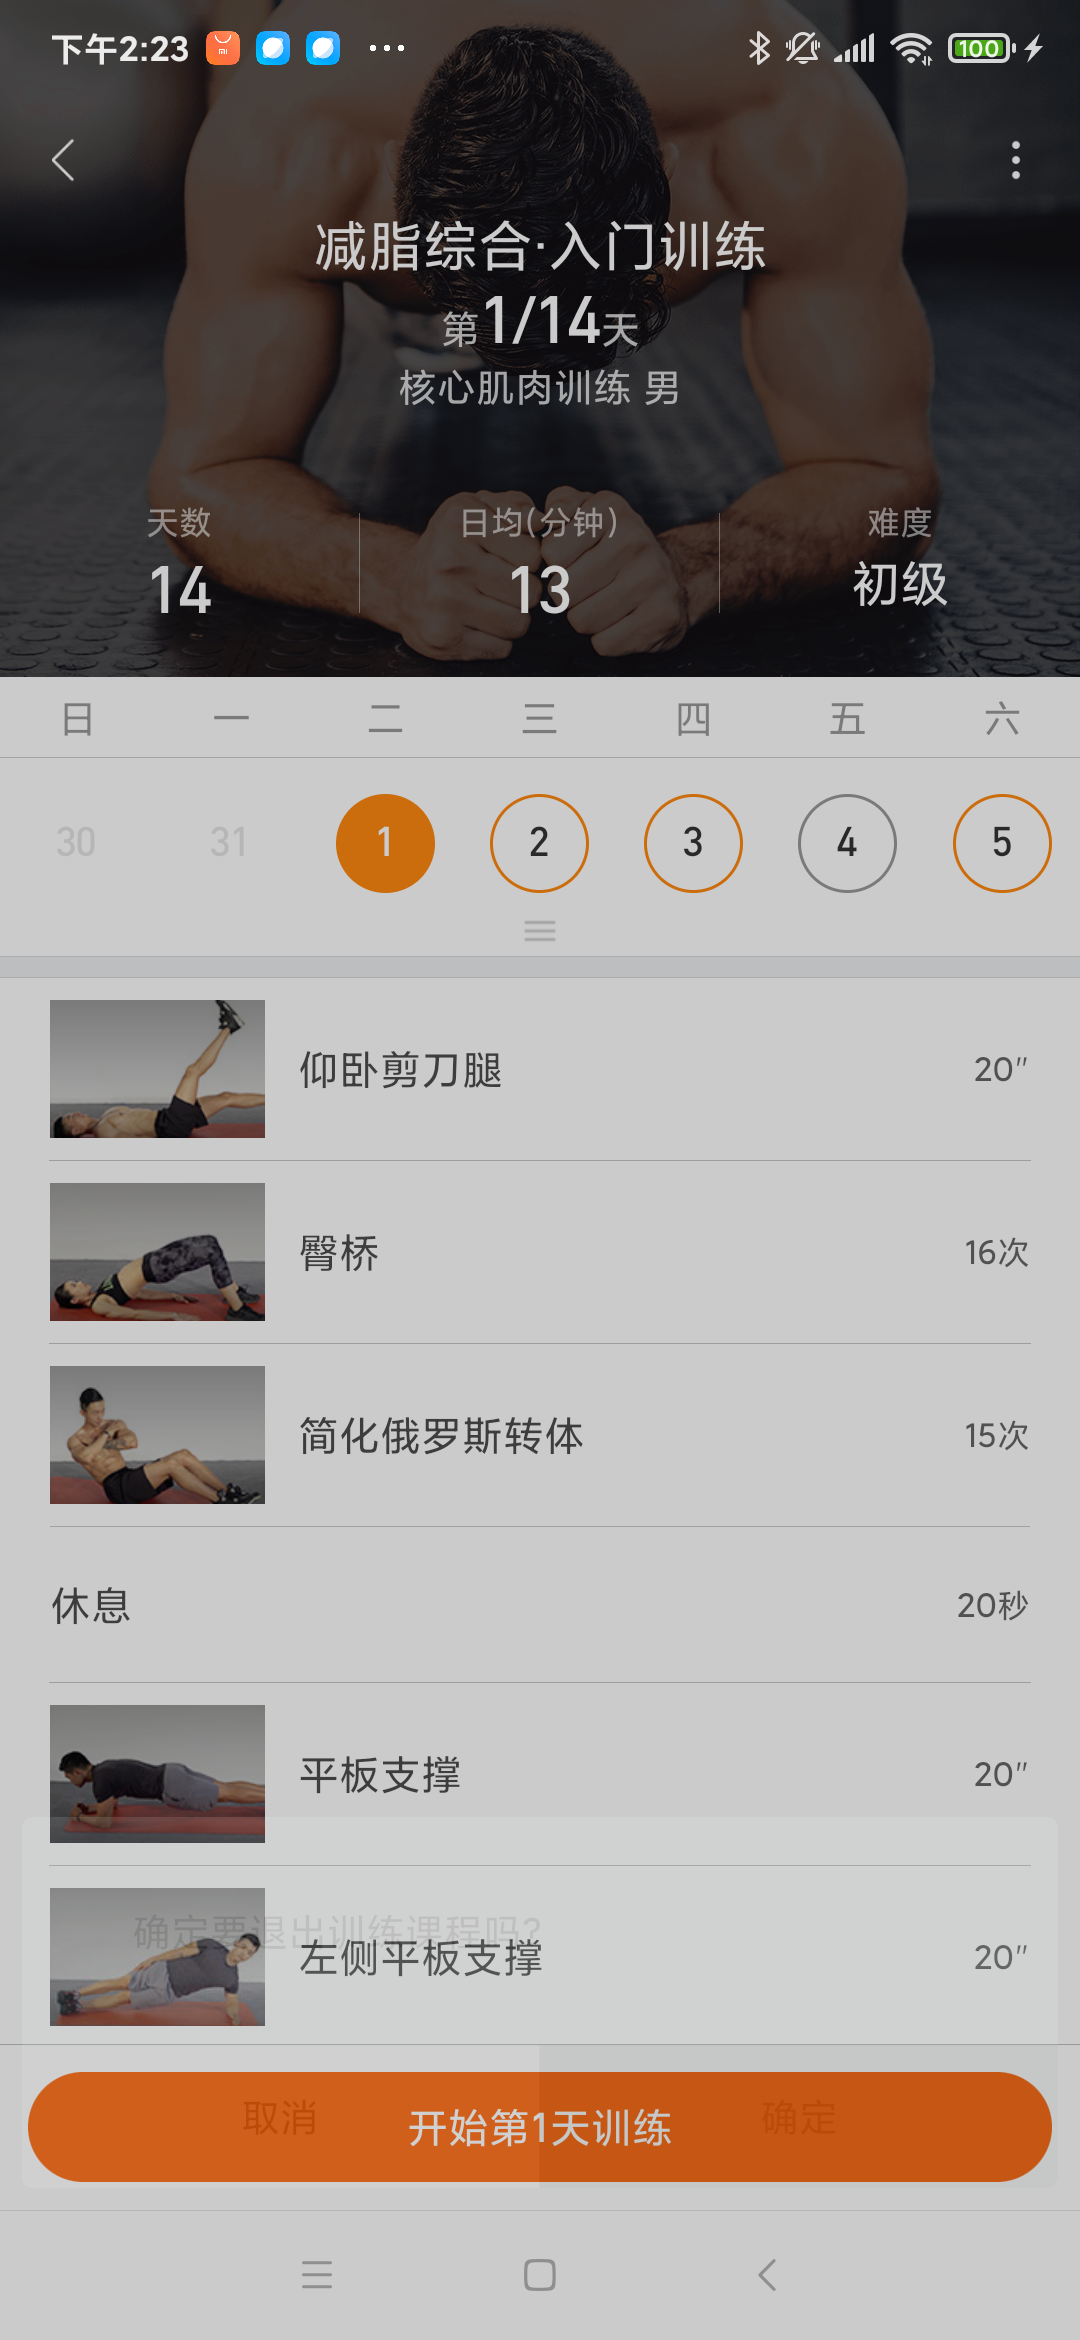 下午2:23
100
减脂综合·入门训练
第1/14天
核心肌肉训练 男
天数
日均(分钟)
难度
14
13
初级
日 一 二 三 四 五 六
30 31 1 2 3 4 5
仰卧剪刀腿 20″
臀桥 16次
简化俄罗斯转体 15次
休息 20秒
平板支撑 20″
确定要退出训练课程吗?
左侧平板支撑 20″
取消
开始第1天训练
确定